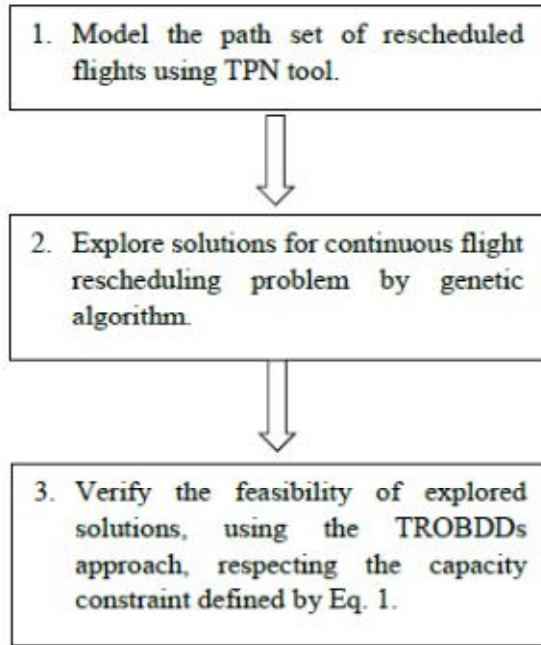 1. Model the path set of rescheduled
flights using TPN tool.
2. Explore solutions for continuous flight
rescheduling problem by genetic
algorithm.
3. Verify the feasibility of explored
solutions, using the TROBDDs
approach, respecting the capacity
constraint defined by Eq. 1.